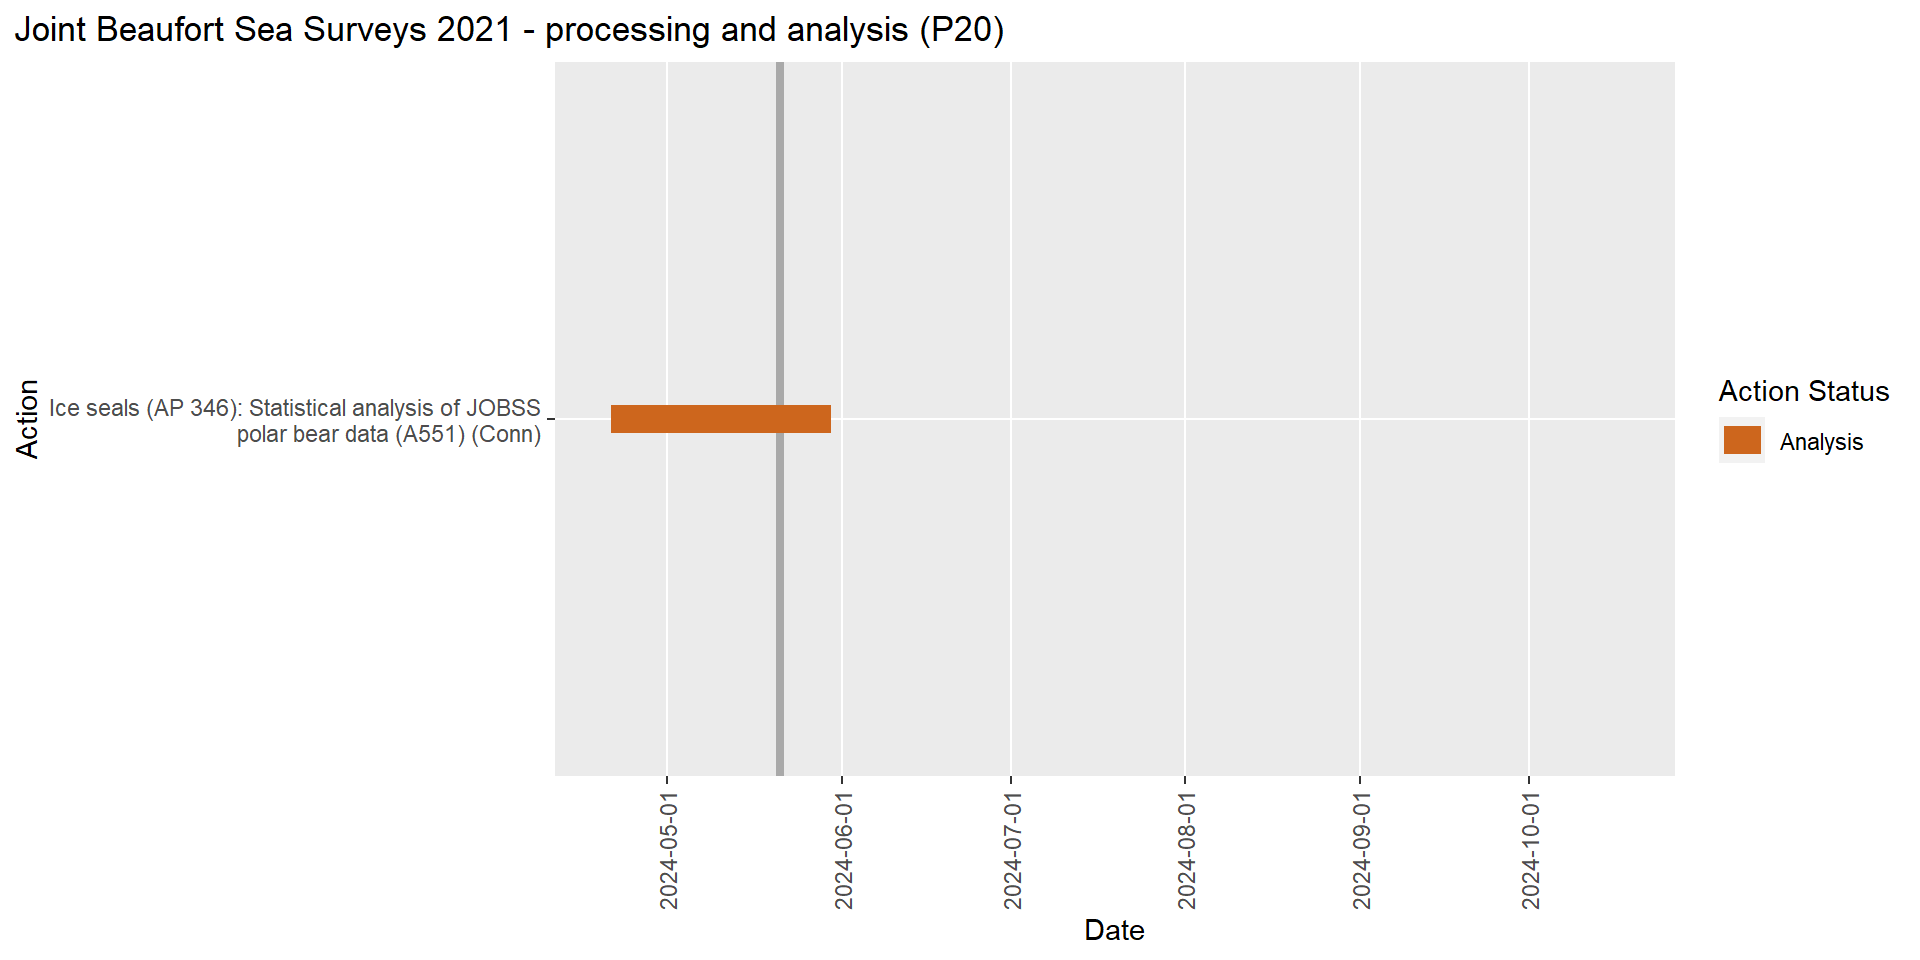 Joint Beaufort Sea Surveys 2021 - processing and analysis (P20)
Action
Ice seals (AP 346): Statistical analysis of JOBSS
polar bear data (A551) (Conn)
Action Status
Analysis
2024-05-01
2024-06-01
2024-07-01
2024-08-01
2024-09-01
2024-10-01
Date